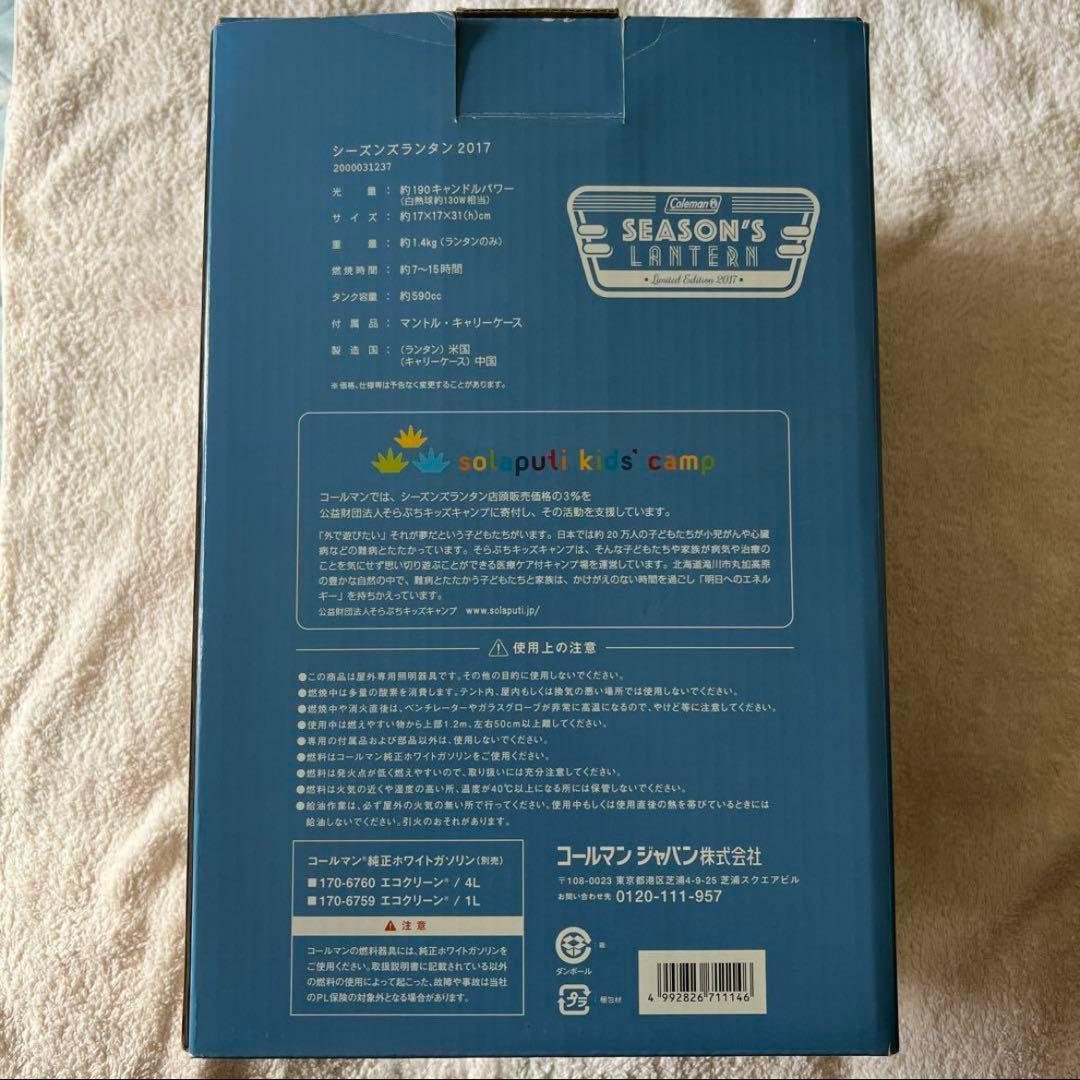 シーズンズランタン 2017
2000031237
光量：約190キャンドルパワー
（白熱球約130W相当）
サイズ：約17×17×31(h)cm
重量：約1.4kg（ランタンのみ）
燃焼時間：約7～15時間
タンク容量：約590cc
付属品：マントル・キャリーケース
製造国：（ランタン）米国
（キャリーケース）中国
※価格、仕様等は予告なく変更することがあります。
Coleman
SEASON'S
LANTERN
• Limited Edition 2017 •
solaputi kids' camp
コールマンでは、シーズンズランタン店頭販売価格の3%を
公益財団法人そらぷちキッズキャンプに寄付し、その活動を支援しています。
「外で遊びたい」それが夢だという子どもたちがいます。日本では約20万人の子どもたちが小児がんや心臓
病などの難病とたたかっています。そらぷちキッズキャンプは、そんな子どもたちや家族が病気や治療の
ことを気にせず思い切り遊ぶことができる医療ケア付キャンプ場を運営しています。北海道滝川市丸加高原
の豊かな自然の中で、難病とたたかう子どもたちと家族は、かけがえのない時間を過ごし「明日へのエネル
ギー」を持ちかえっています。
公益財団法人そらぷちキッズキャンプ www.solaputi.jp/
使用上の注意
●この商品は屋外専用照明器具です。その他の目的に使用しないでください。
●燃焼中は多量の酸素を消費します。テント内、屋内もしくは換気の悪い場所では使用しないでください。
●燃焼中や消火直後は、ベンチレーターやガラスグローブが非常に高温になるので、やけど等に注意してください。
●使用中は燃えやすい物から上部1.2m、左右50cm以上離してください。
●専用の付属品および部品以外は、使用しないでください。
●燃料はコールマン純正ホワイトガソリンをご使用ください。
●燃料は発火点が低く燃えやすいので、取り扱いには充分注意してください。
●燃料は火気の近くや湿度の高い所、温度が40℃以上になる所には保管しないでください。
●給油作業は、必ず屋外の火気の無い所で行ってください。使用中もしくは使用直後の熱を帯びているときには
給油しないでください。引火のおそれがあります。
コールマン®純正ホワイトガソリン（別売）
■170-6760 エコクリーン® / 4L
■170-6759 エコクリーン® / 1L
注意
コールマンの燃料器具には、純正ホワイトガソリンを
ご使用ください。取扱説明書に記載されている以外
の燃料の使用によって起こった、故障や事故は当社
のPL保険の対象外となる場合があります。
コールマン ジャパン株式会社
〒108-0023 東京都港区芝浦4-9-25 芝浦スクエアビル
お問い合わせ先 0120-111-957
箱
ダンボール
プラ
梱包材
4 992826 711146